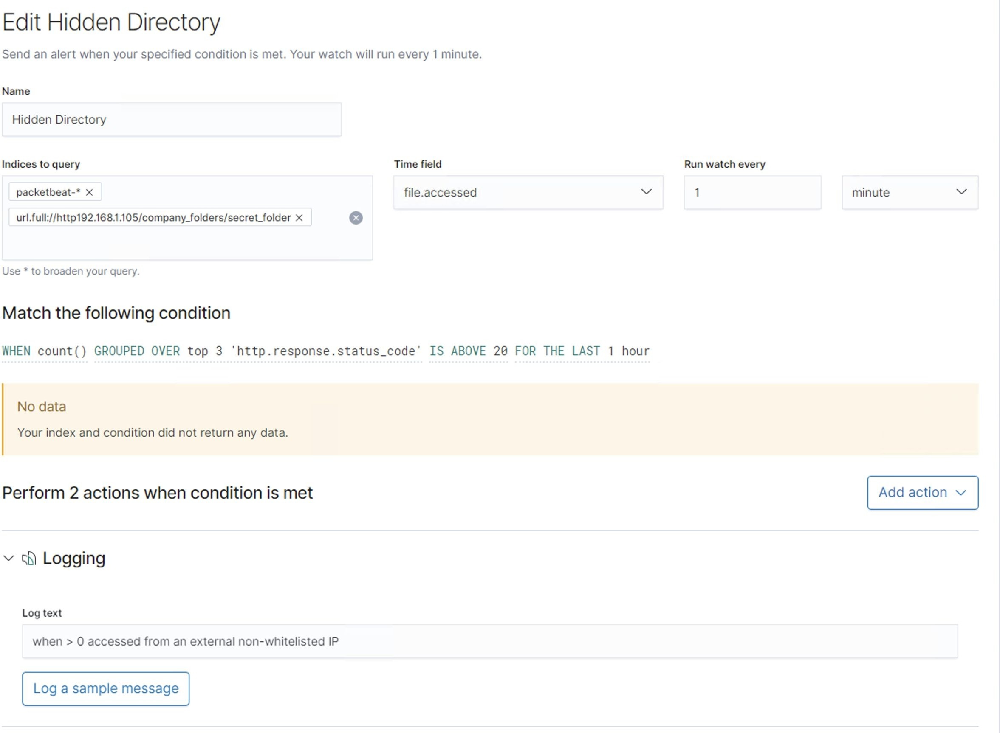 Edit Hidden Directory
Send an alert when your specified condition is met. Your watch will run every 1 minute.
Name
Hidden Directory
Indices to query
Time field
Run watch every
packetbeat-*
file.accessed
1
minute
url.full://http192.168.1.105/company_folders/secret_folder
Use * to broaden your query.
Match the following condition
WHEN count() GROUPED OVER top 3 'http.response.status_code' IS ABOVE 20 FOR THE LAST 1 hour
No data
Your index and condition did not return any data.
Perform 2 actions when condition is met
Add action
Logging
Log text
when > 0 accessed from an external non-whitelisted IP
Log a sample message